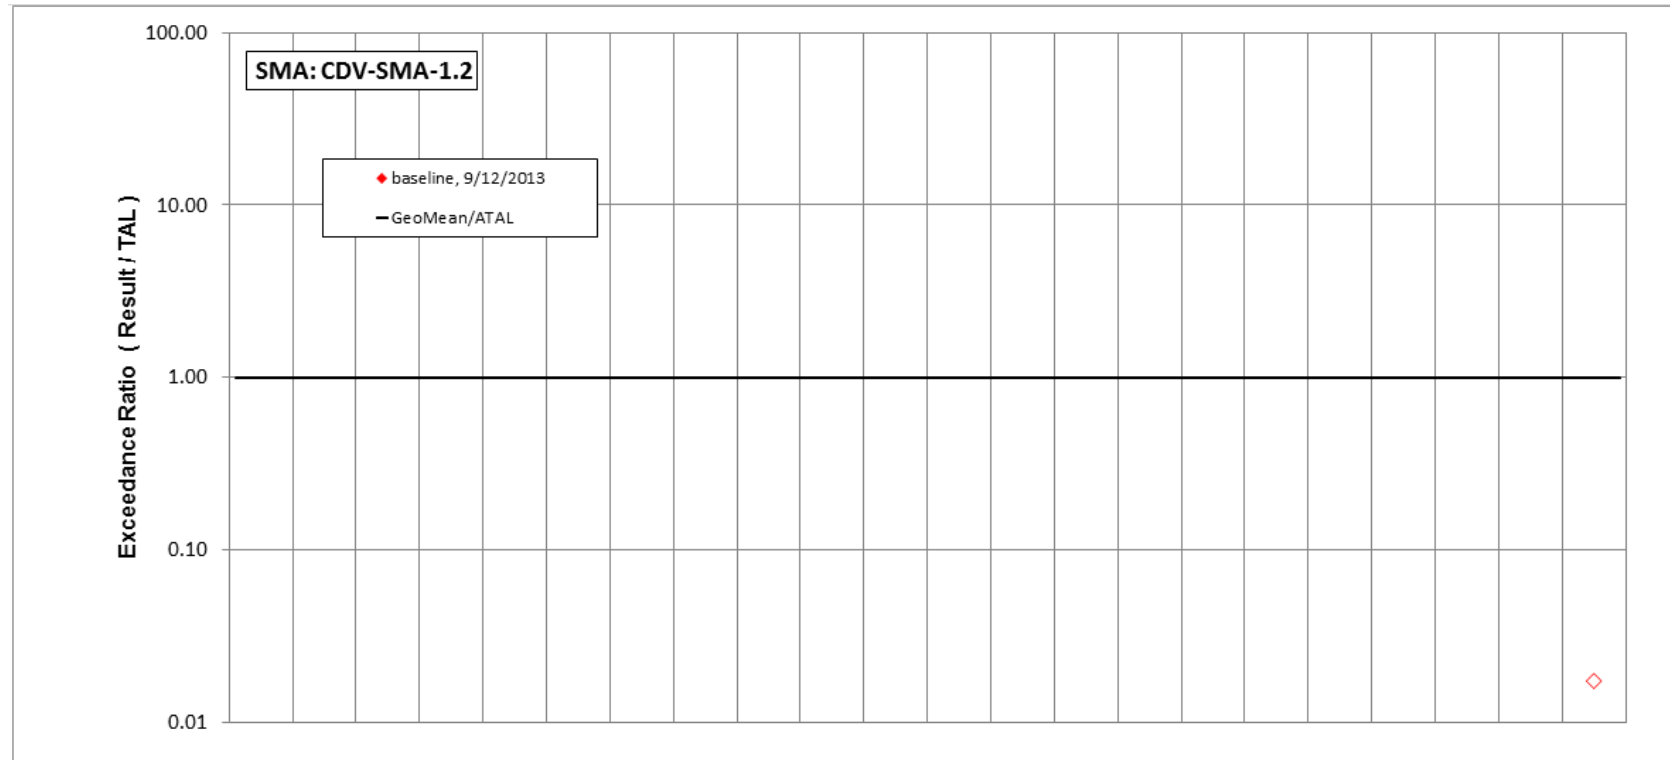 100.00
SMA: CDV-SMA-1.2
baseline, 9/12/2013
GeoMean/ATAL
10.00
1.00
0.10
0.01
Exceedance Ratio ( Result / TAL )